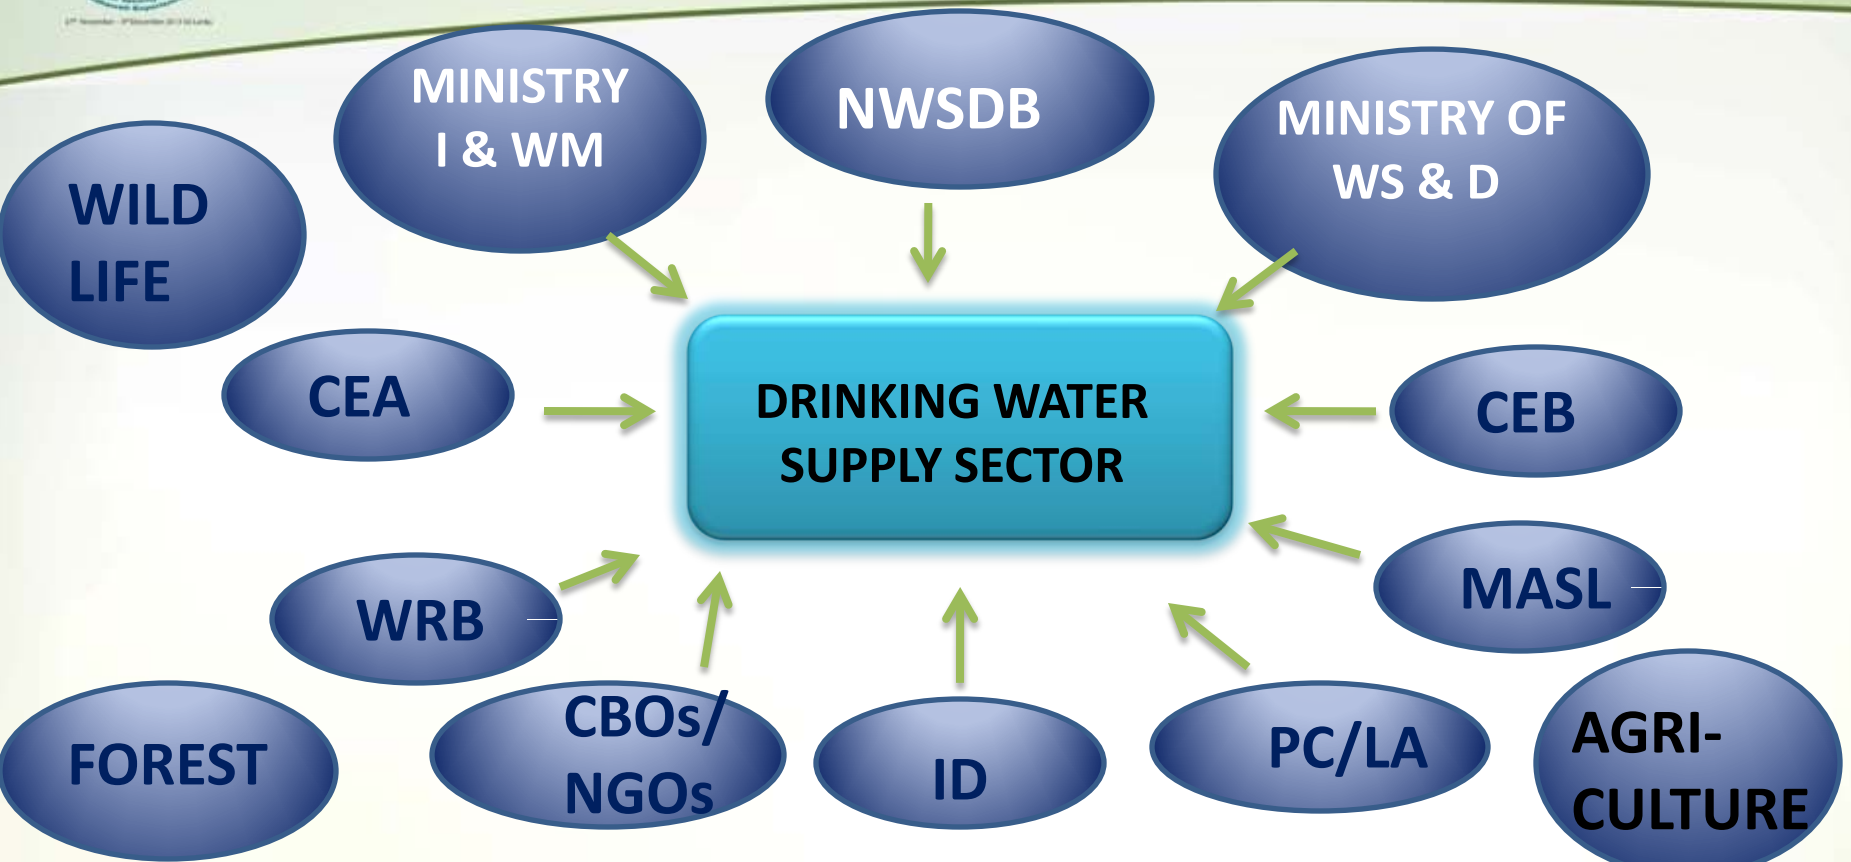 MINISTRY
I & WM
NWSDB
MINISTRY OF
WS & D
WILD
LIFE
CEA
DRINKING WATER
SUPPLY SECTOR
CEB
WRB
MASL
FOREST
CBOs/
NGOs
ID
PC/LA
AGRI-
CULTURE